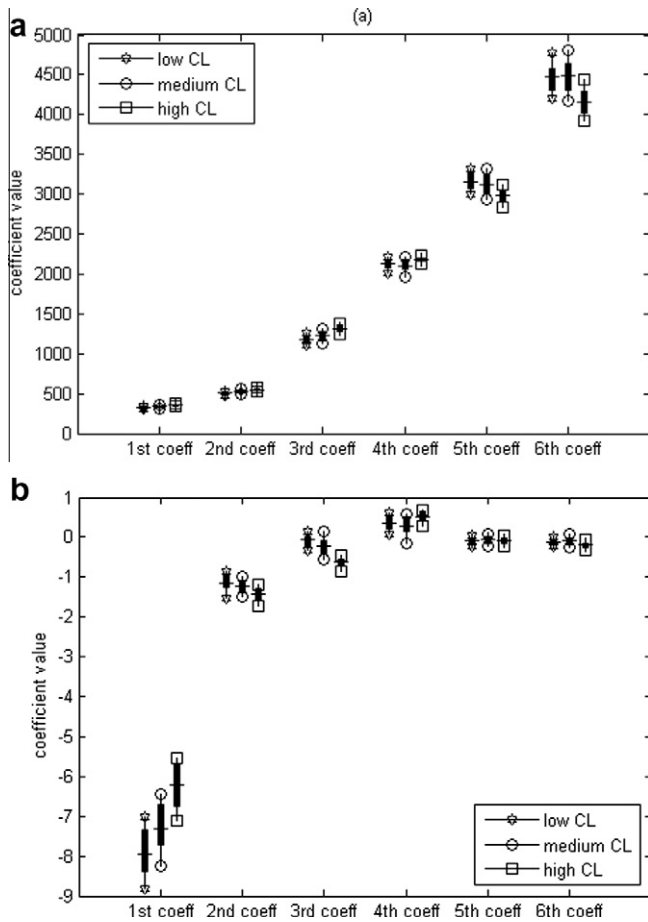 a
(a)
5000
4500
4000
3500
3000
2500
2000
1500
1000
500
0
coefficient value
low CL
medium CL
high CL
1st coeff 2nd coeff 3rd coeff 4th coeff 5th coeff 6th coeff
b
1
0
-1
-2
-3
-4
-5
-6
-7
-8
-9
coefficient value
low CL
medium CL
high CL
1st coeff 2nd coeff 3rd coeff 4th coeff 5th coeff 6th coeff